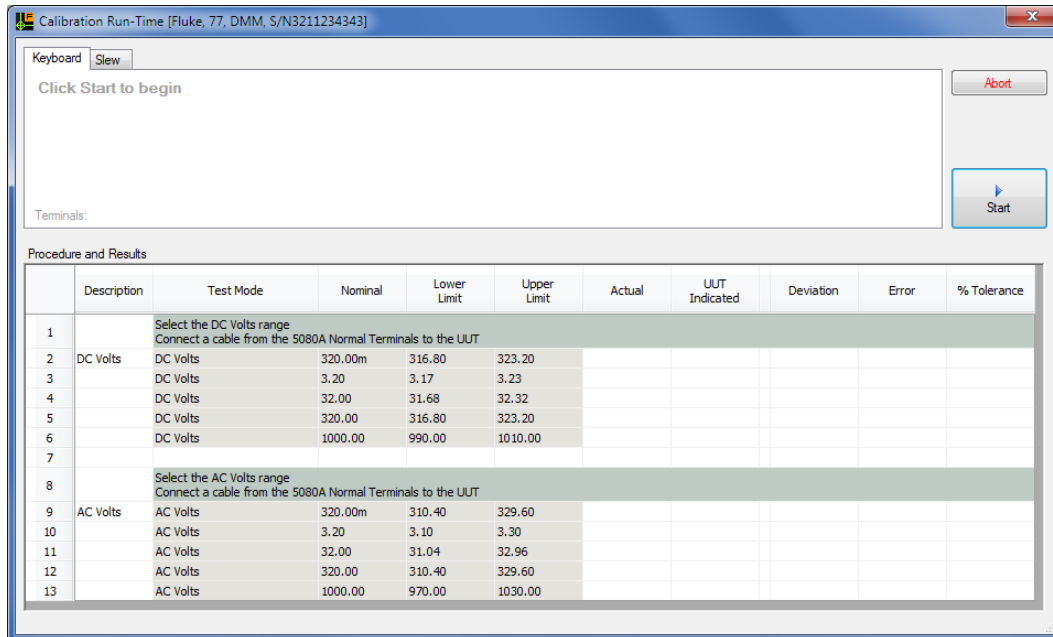 Calibration Run-Time [Fluke, 77, DMM, S/N3211234343]
Keyboard Slew
Click Start to begin
Abort
Start
Terminals:
Procedure and Results
Description Test Mode Nominal Lower Limit Upper Limit Actual UUT Indicated Deviation Error % Tolerance
1 Select the DC Volts range
Connect a cable from the 5080A Normal Terminals to the UUT
2 DC Volts DC Volts 320.00m 316.80 323.20
3 DC Volts 3.20 3.17 3.23
4 DC Volts 32.00 31.68 32.32
5 DC Volts 320.00 316.80 323.20
6 DC Volts 1000.00 990.00 1010.00
7
8 Select the AC Volts range
Connect a cable from the 5080A Normal Terminals to the UUT
9 AC Volts AC Volts 320.00m 310.40 329.60
10 AC Volts 3.20 3.10 3.30
11 AC Volts 32.00 31.04 32.96
12 AC Volts 320.00 310.40 329.60
13 AC Volts 1000.00 970.00 1030.00